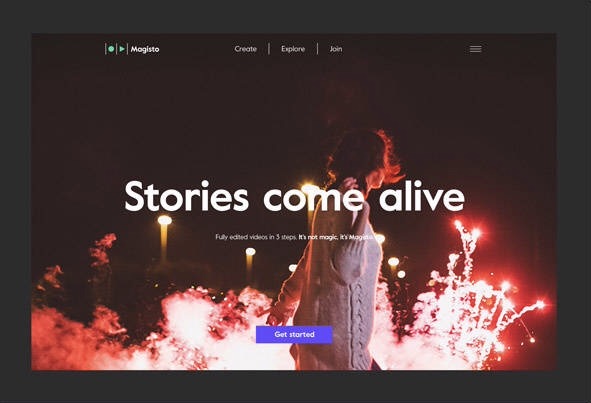 Magisto
Create
Explore
Join
Stories come alive
Fully edited videos in 3 steps. It's not magic, it's Magisto.
Get started